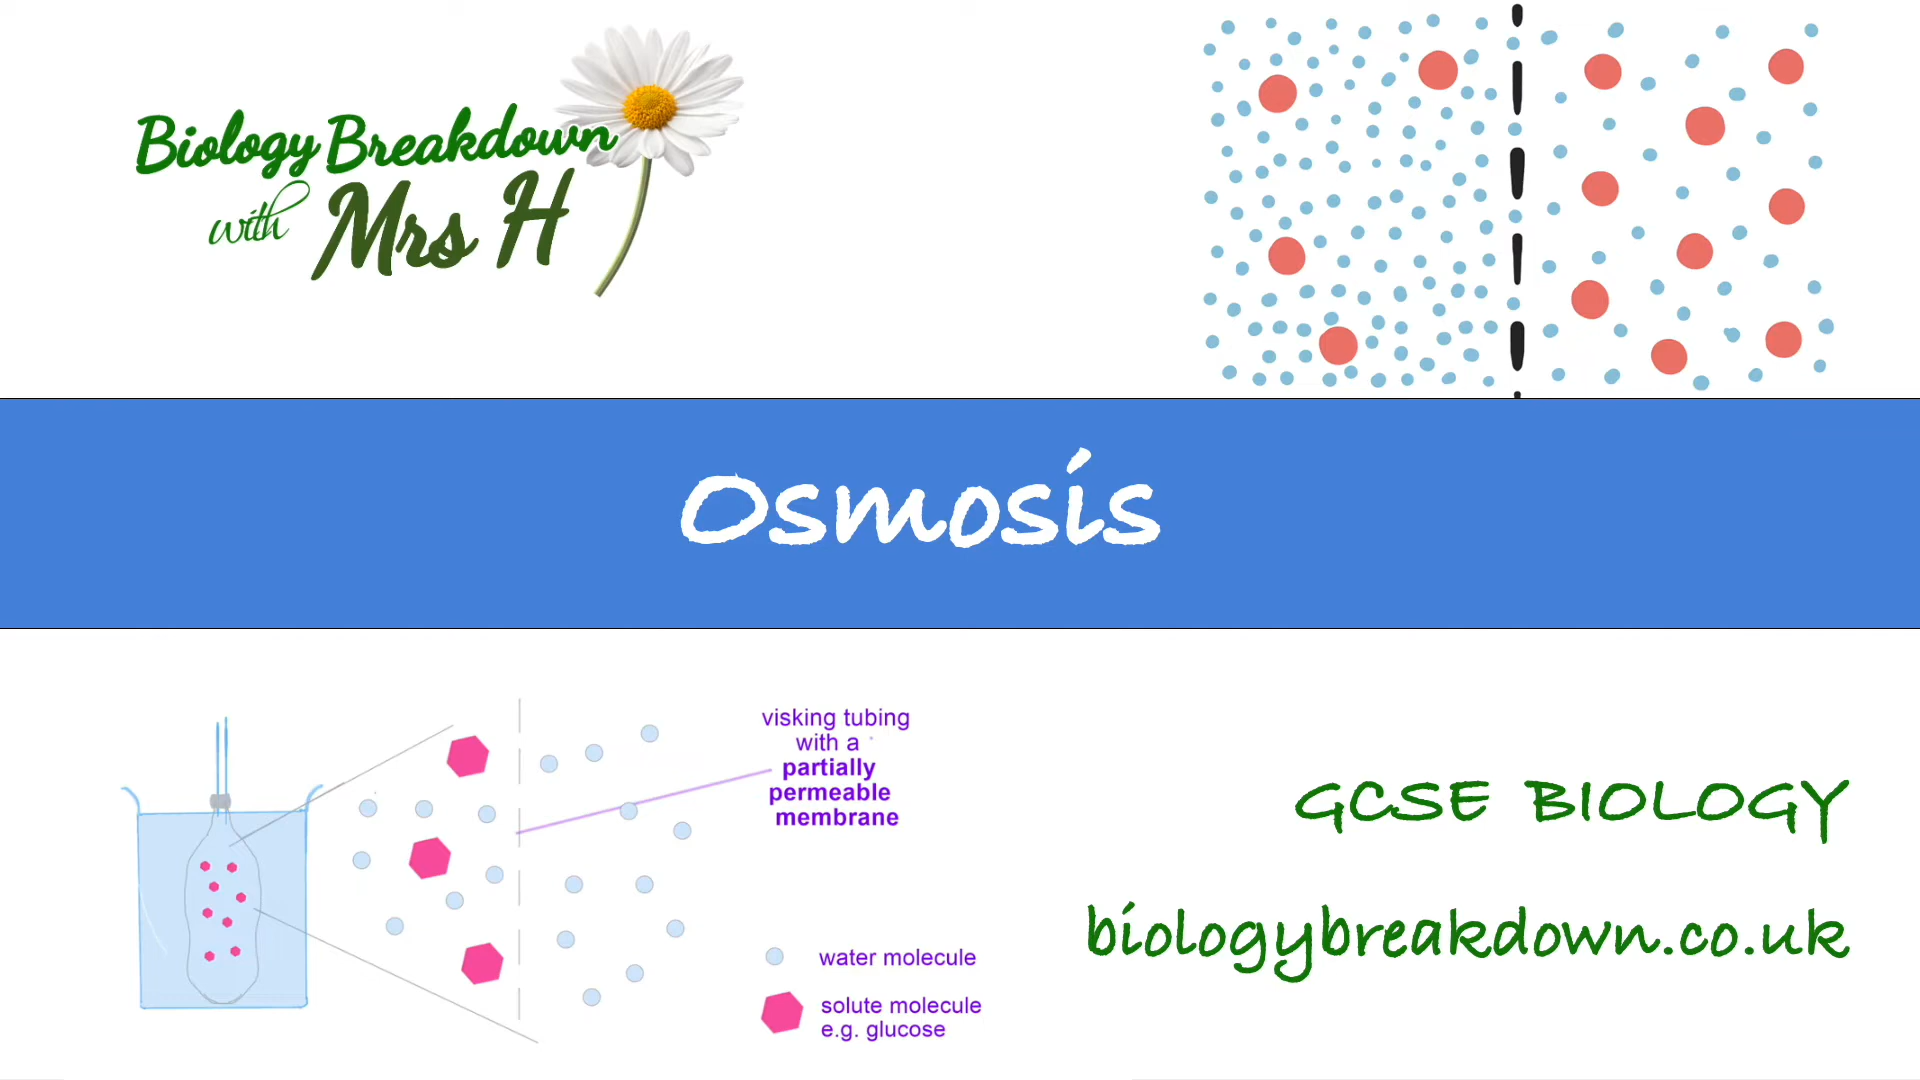 Biology Breakdown
with Mrs H
Osmosis
visking tubing
with a
partially
permeable
membrane
water molecule
solute molecule
e.g. glucose
GCSE BIOLOGY
biologybreakdown.co.uk